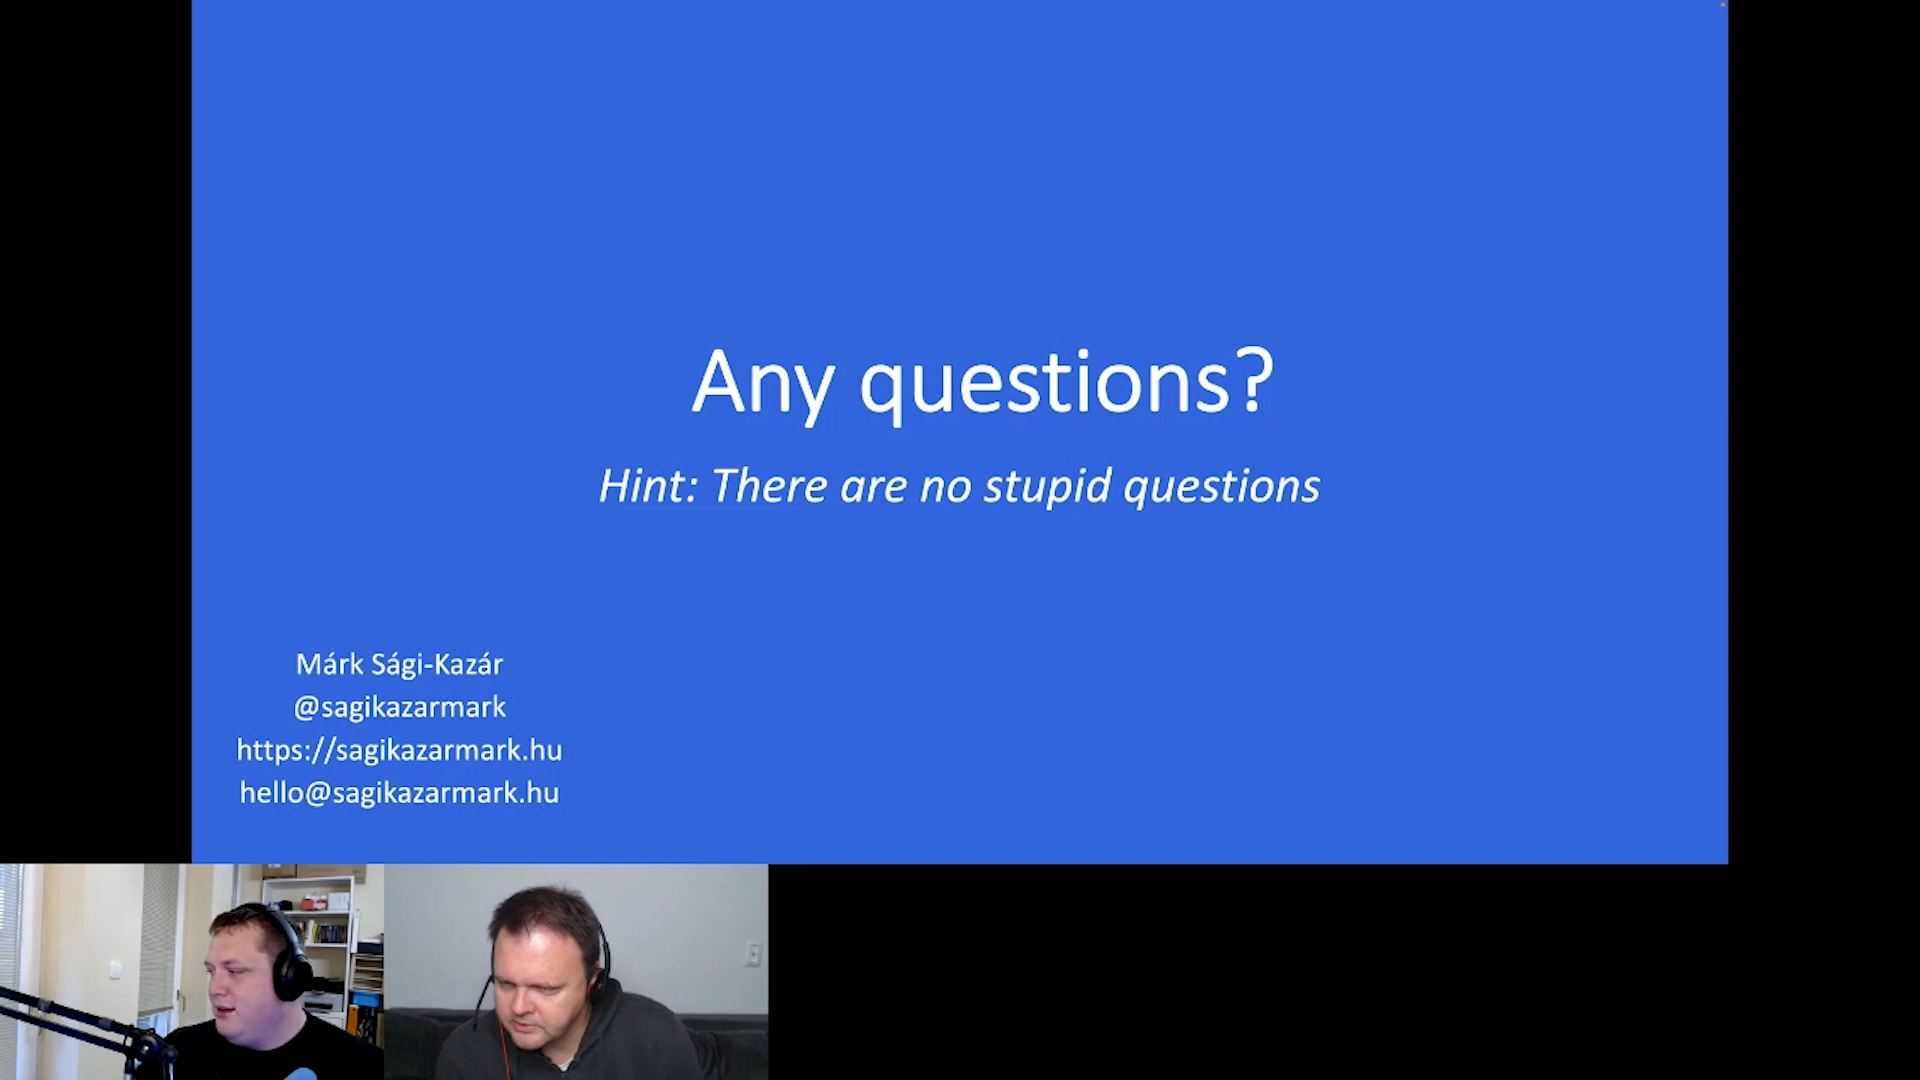 Any questions?
Hint: There are no stupid questions
Márk Sági-Kazár
@sagikazarmark
https://sagikazarmark.hu
hello@sagikazarmark.hu